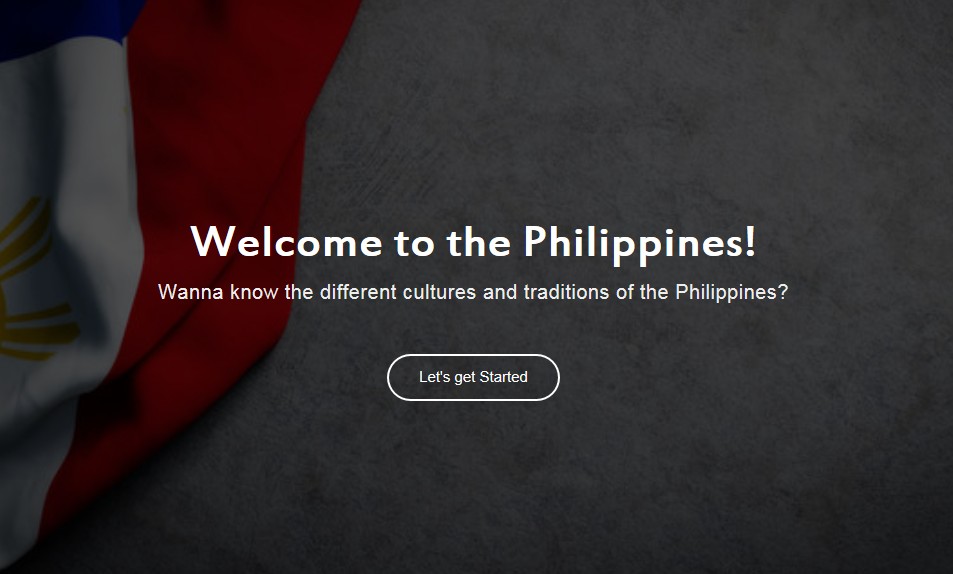 Welcome to the Philippines!
Wanna know the different cultures and traditions of the Philippines?
Let's get Started